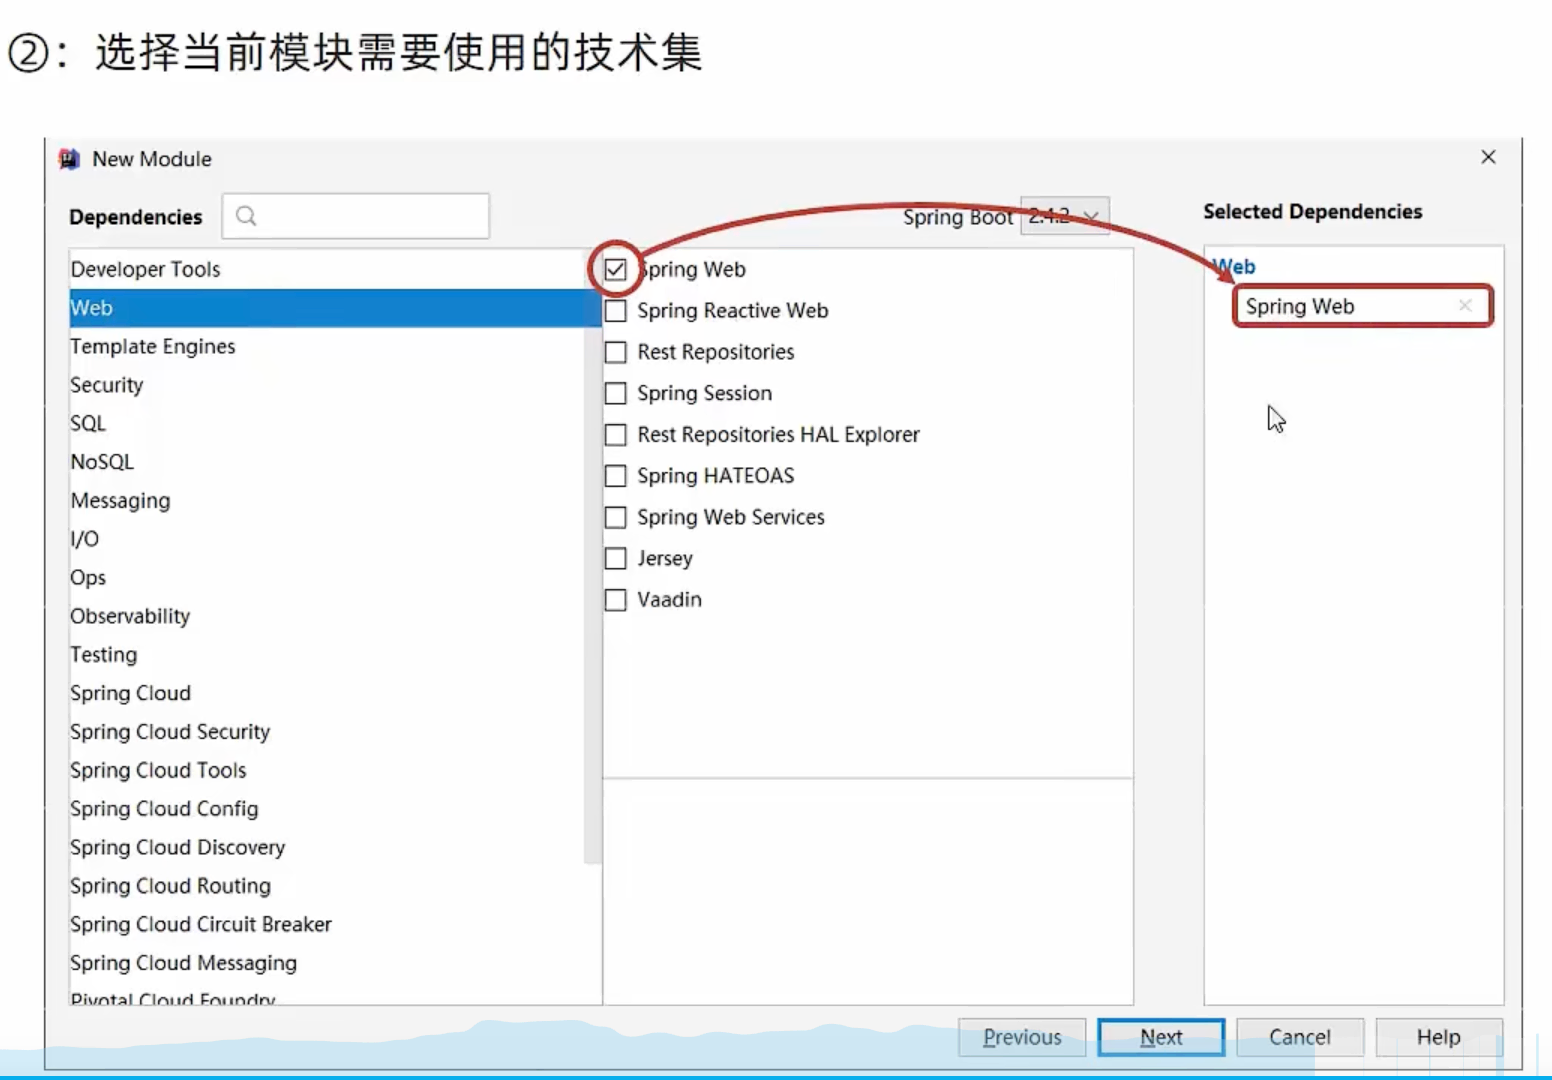 ②：选择当前模块需要使用的技术集
New Module
Dependencies
Spring Boot 2.4.2
Selected Dependencies
Developer Tools
Web
Template Engines
Security
SQL
NoSQL
Messaging
I/O
Ops
Observability
Testing
Spring Cloud
Spring Cloud Security
Spring Cloud Tools
Spring Cloud Config
Spring Cloud Discovery
Spring Cloud Routing
Spring Cloud Circuit Breaker
Spring Cloud Messaging
Pivotal Cloud Foundry
Spring Web
Spring Reactive Web
Rest Repositories
Spring Session
Rest Repositories HAL Explorer
Spring HATEOAS
Spring Web Services
Jersey
Vaadin
Web
Spring Web
Previous
Next
Cancel
Help